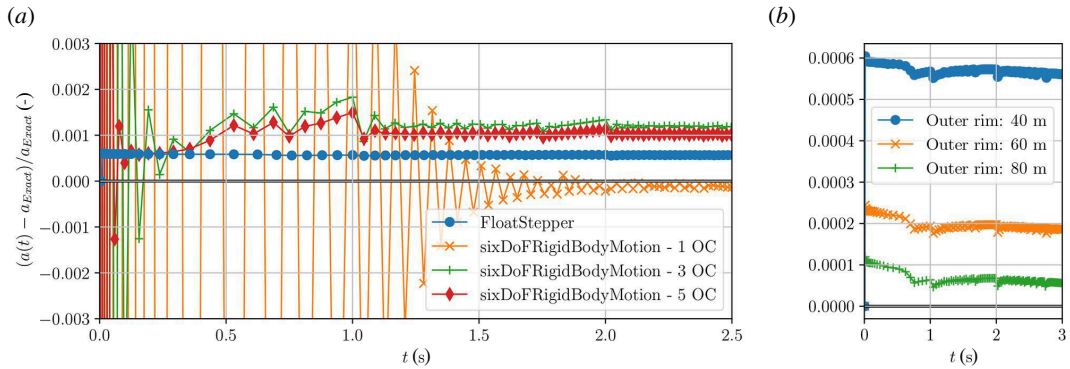 (a)
0.003
0.002
0.001
0.000
−0.001
−0.002
−0.003
(a(t) − a_Exact)/a_Exact (-)
0.0
0.5
1.0
1.5
2.0
2.5
t (s)
FloatStepper
sixDoFRigidBodyMotion - 1 OC
sixDoFRigidBodyMotion - 3 OC
sixDoFRigidBodyMotion - 5 OC
(b)
0.0006
0.0005
0.0004
0.0003
0.0002
0.0001
0.0000
Outer rim: 40 m
Outer rim: 60 m
Outer rim: 80 m
0
1
2
3
t (s)